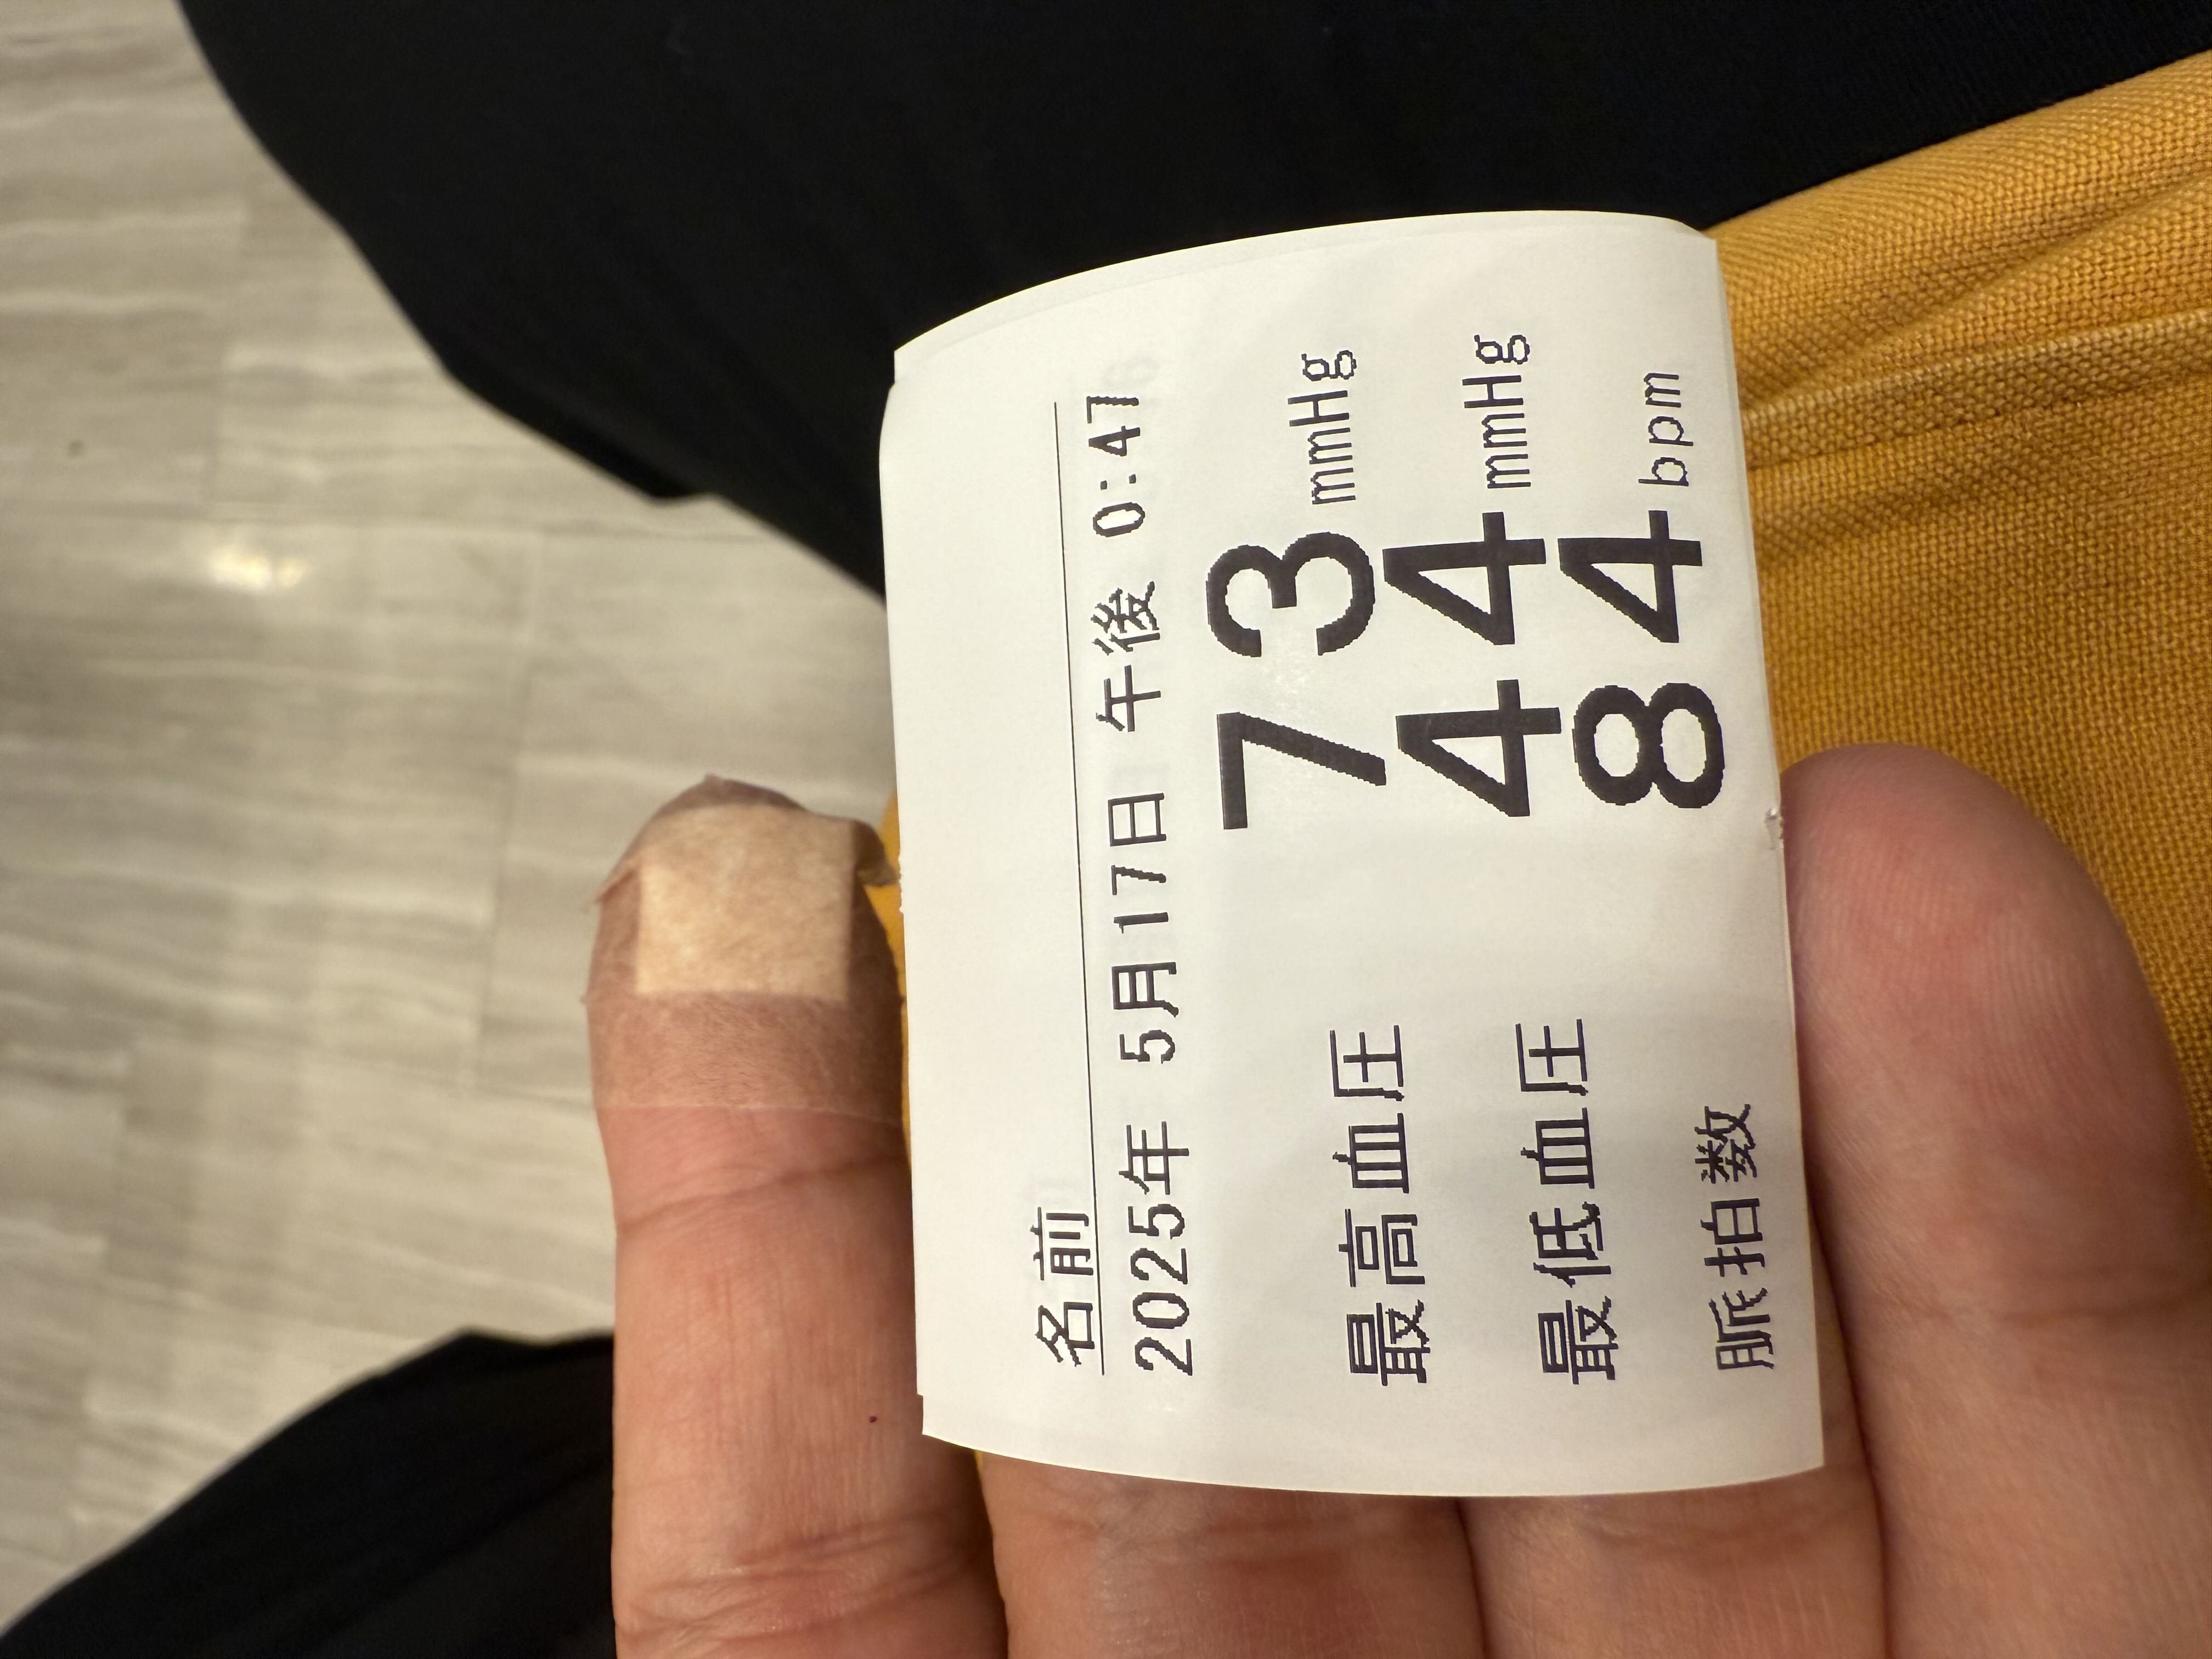 名前
2025年 5月17日 午後 0:47
最高血圧 73 mmHg
最低血圧 44 mmHg
脈拍数 84 bpm